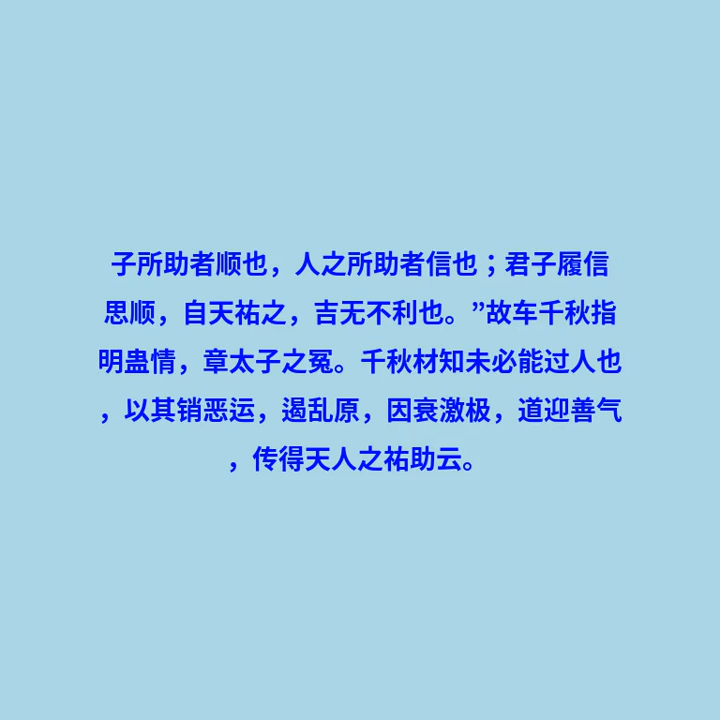 子所助者顺也，人之所助者信也；君子履信
思顺，自天祐之，吉无不利也。”故车千秋指
明蛊情，章太子之冤。千秋材知未必能过人也
，以其销恶运，遏乱原，因衰激极，道迎善气
，传得天人之祐助云。